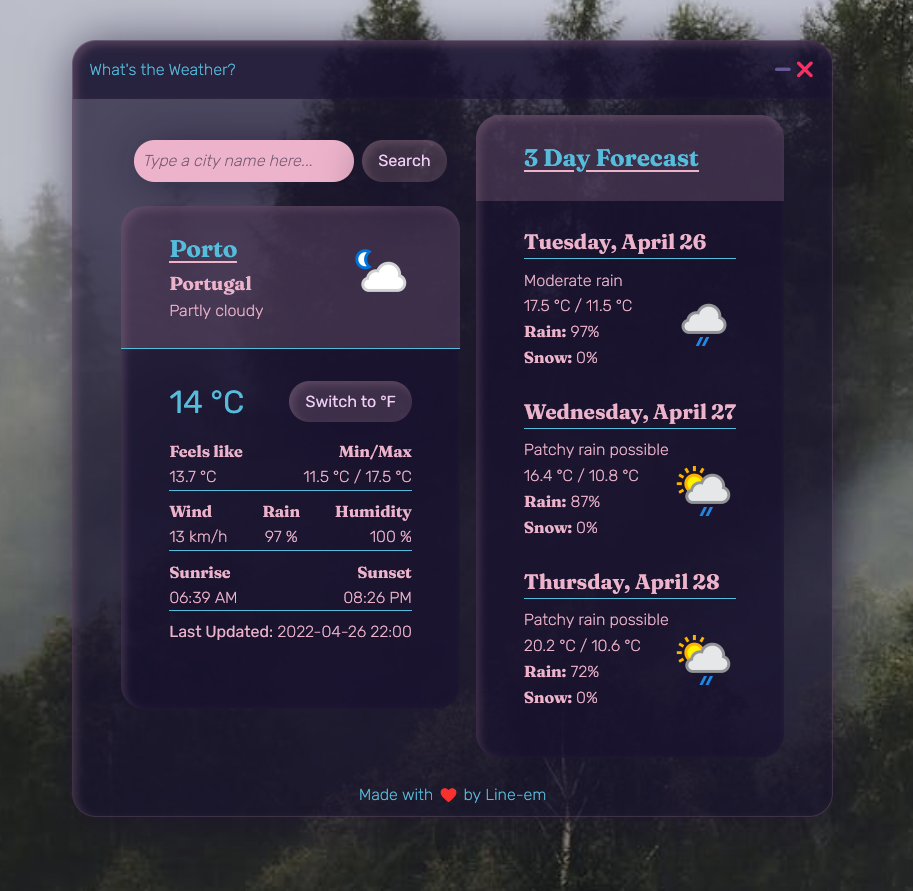 What's the Weather?
Type a city name here...
Search
Porto
Portugal
Partly cloudy
14 °C
Switch to °F
Feels like
Min/Max
13.7 °C
11.5 °C / 17.5 °C
Wind
Rain
Humidity
13 km/h
97 %
100 %
Sunrise
Sunset
06:39 AM
08:26 PM
Last Updated: 2022-04-26 22:00
3 Day Forecast
Tuesday, April 26
Moderate rain
17.5 °C / 11.5 °C
Rain: 97%
Snow: 0%
Wednesday, April 27
Patchy rain possible
16.4 °C / 10.8 °C
Rain: 87%
Snow: 0%
Thursday, April 28
Patchy rain possible
20.2 °C / 10.6 °C
Rain: 72%
Snow: 0%
Made with ❤️ by Line-em